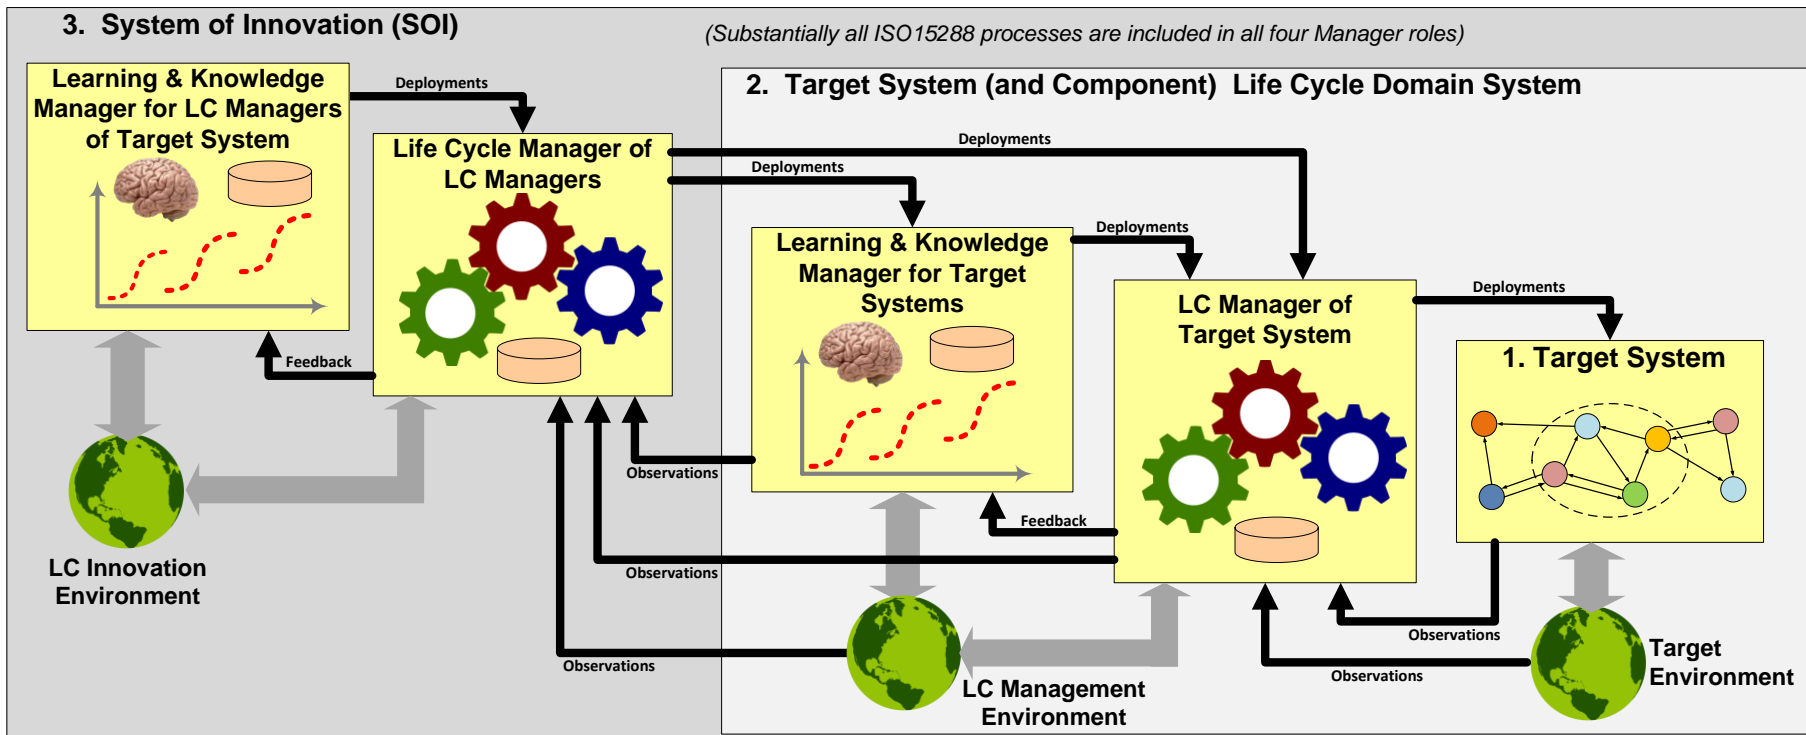 3.  System of Innovation (SOI)
(Substantially all ISO15288 processes are included in all four Manager roles)
Learning & Knowledge
Manager for LC Managers
of Target System
Deployments
2.  Target System (and Component)  Life Cycle Domain System
Life Cycle Manager of
LC Managers
Deployments
Deployments
Learning & Knowledge
Manager for Target
Systems
Deployments
LC Manager of
Target System
Deployments
1. Target System
Feedback
Observations
Feedback
Observations
LC Innovation
Environment
Observations
Observations
Observations
LC Management
Environment
Target
Environment